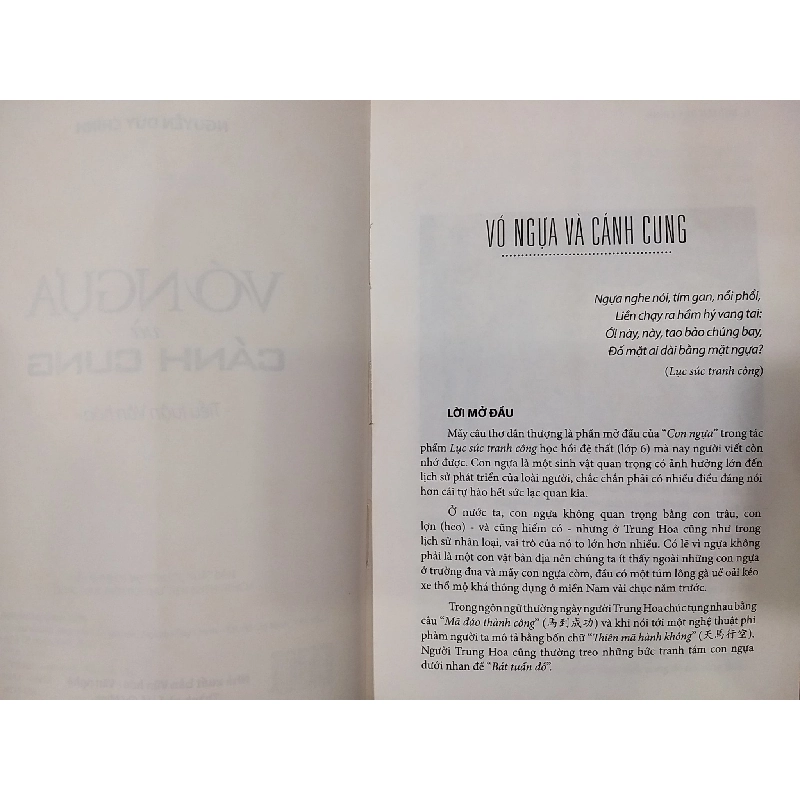 VÓ NGỰA VÀ CÁNH CUNG
Ngựa nghe nói, tím gan, nổi phổi,
Liền chạy ra hầm hý vang tai:
Ới này, này, tao bảo chúng bay,
Đố mặt ai dài bằng mặt ngựa?
(Lục súc tranh công)
LỜI MỞ ĐẦU
Mấy câu thơ dẫn thượng là phần mở đầu của "Con ngựa" trong tác
phẩm Lục súc tranh công học hồi đệ thất (lớp 6) mà nay người viết còn
nhớ được. Con ngựa là một sinh vật quan trọng có ảnh hưởng lớn đến
lịch sử phát triển của loài người, chắc chắn phải có nhiều điều đáng nói
hơn cái tự hào hết sức lạc quan kia.
Ở nước ta, con ngựa không quan trọng bằng con trâu, con
lợn (heo) - và cũng hiếm có - nhưng ở Trung Hoa cũng như trong
lịch sử nhân loại, vai trò của nó to lớn hơn nhiều. Có lẽ vì ngựa không
phải là một con vật bản địa nên chúng ta ít thấy ngoài những con ngựa
ở trường đua và mấy con ngựa còm, đầu có một túm lông gà uể oải kéo
xe thổ mộ khá thông dụng ở miền Nam vài chục năm trước.
Trong ngôn ngữ thường ngày người Trung Hoa chúc tụng nhau bằng
câu "Mã đáo thành công" (馬到成功) và khi nói tới một nghệ thuật phi
phàm người ta mô tả bằng bốn chữ "Thiên mã hành không" (天馬行空).
Người Trung Hoa cũng thường treo những bức tranh tám con ngựa
dưới nhan đề "Bát tuấn đồ".